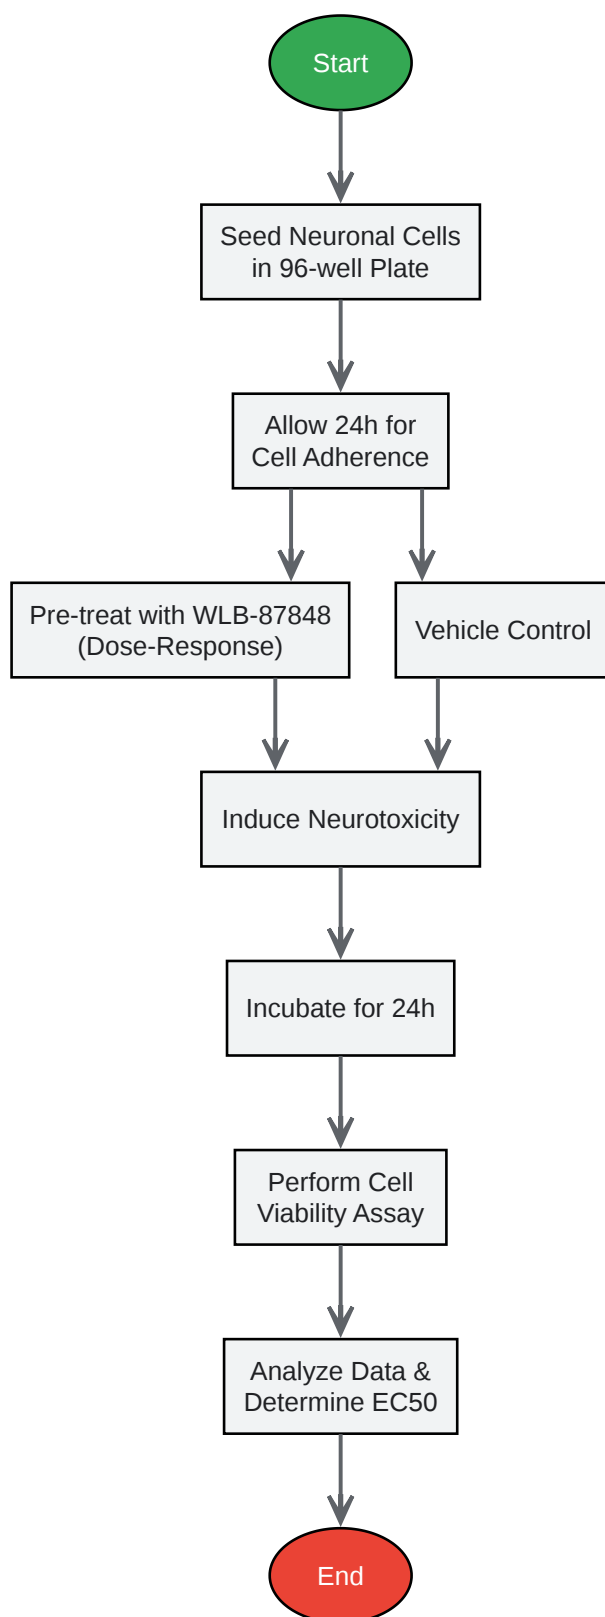 Start
Seed Neuronal Cells
in 96-well Plate
Allow 24h for
Cell Adherence
Pre-treat with WLB-87848
(Dose-Response)
Vehicle Control
Induce Neurotoxicity
Incubate for 24h
Perform Cell
Viability Assay
Analyze Data &
Determine EC50
End